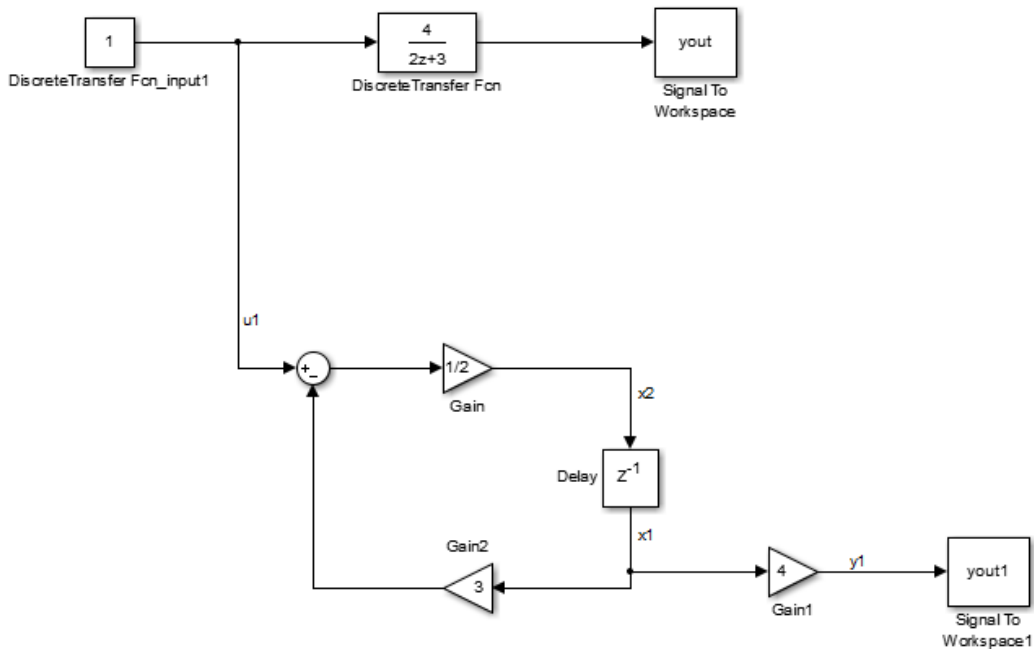 1
DiscreteTransfer Fcn_input1
4
2z+3
DiscreteTransfer Fcn
yout
Signal To
Workspace
u1
+
_
1/2
Gain
x2
Delay
z-1
x1
Gain2
3
4
Gain1
y1
yout1
Signal To
Workspace1